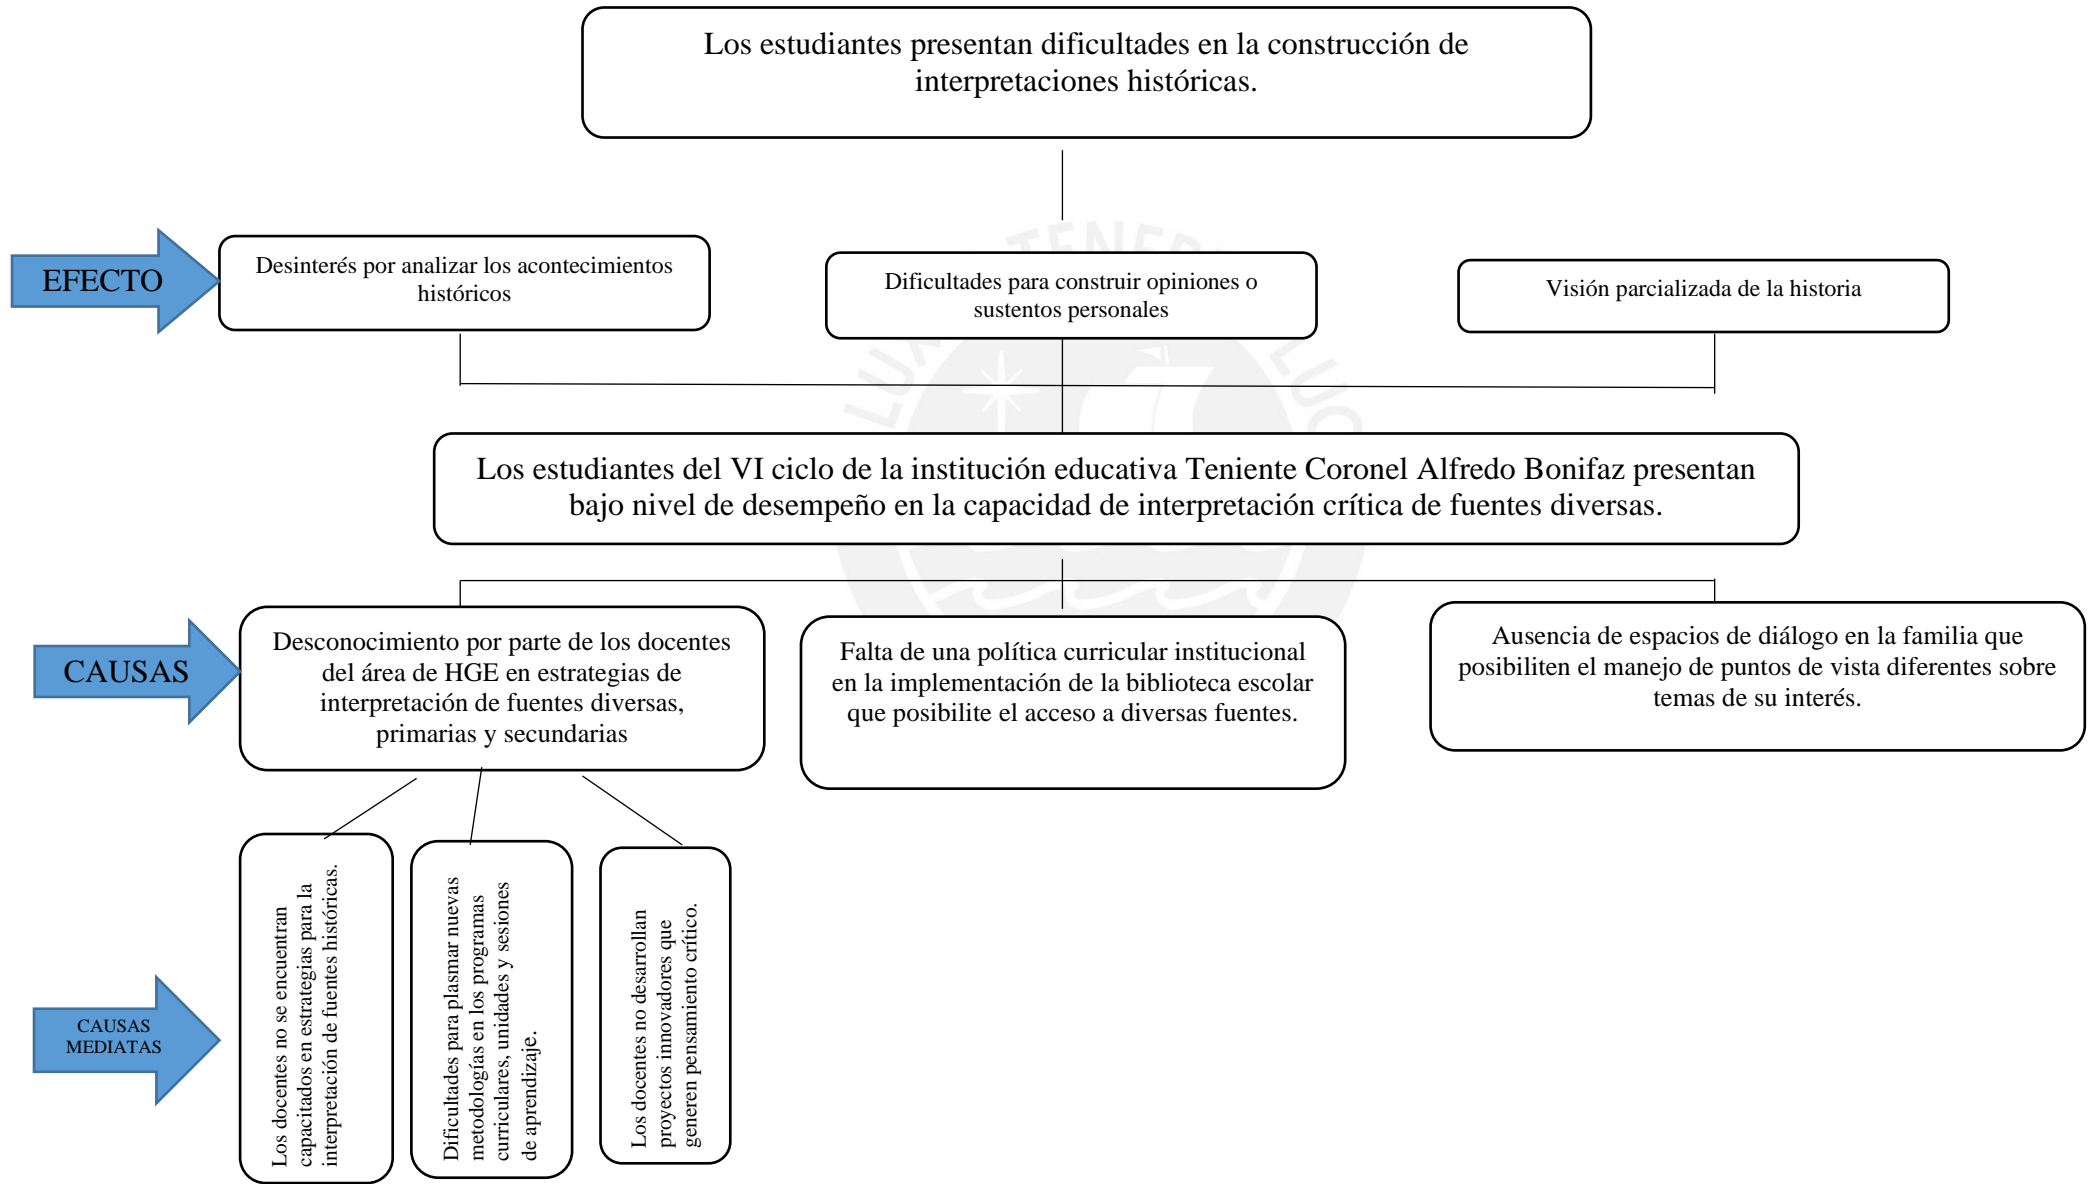 Los estudiantes presentan dificultades en la construcción de
interpretaciones históricas.
EFECTO
Desinterés por analizar los acontecimientos
históricos
Dificultades para construir opiniones o
sustentos personales
Visión parcializada de la historia
Los estudiantes del VI ciclo de la institución educativa Teniente Coronel Alfredo Bonifaz presentan
bajo nivel de desempeño en la capacidad de interpretación crítica de fuentes diversas.
CAUSAS
Desconocimiento por parte de los docentes
del área de HGE en estrategias de
interpretación de fuentes diversas,
primarias y secundarias
Falta de una política curricular institucional
en la implementación de la biblioteca escolar
que posibilite el acceso a diversas fuentes.
Ausencia de espacios de diálogo en la familia que
posibiliten el manejo de puntos de vista diferentes sobre
temas de su interés.
CAUSAS
MEDIATAS
Los docentes no se encuentran
capacitados en estrategias para la
interpretación de fuentes históricas.
Dificultades para plasmar nuevas
metodologías en los programas
curriculares, unidades y sesiones
de aprendizaje.
Los docentes no desarrollan
proyectos innovadores que
generen pensamiento crítico.